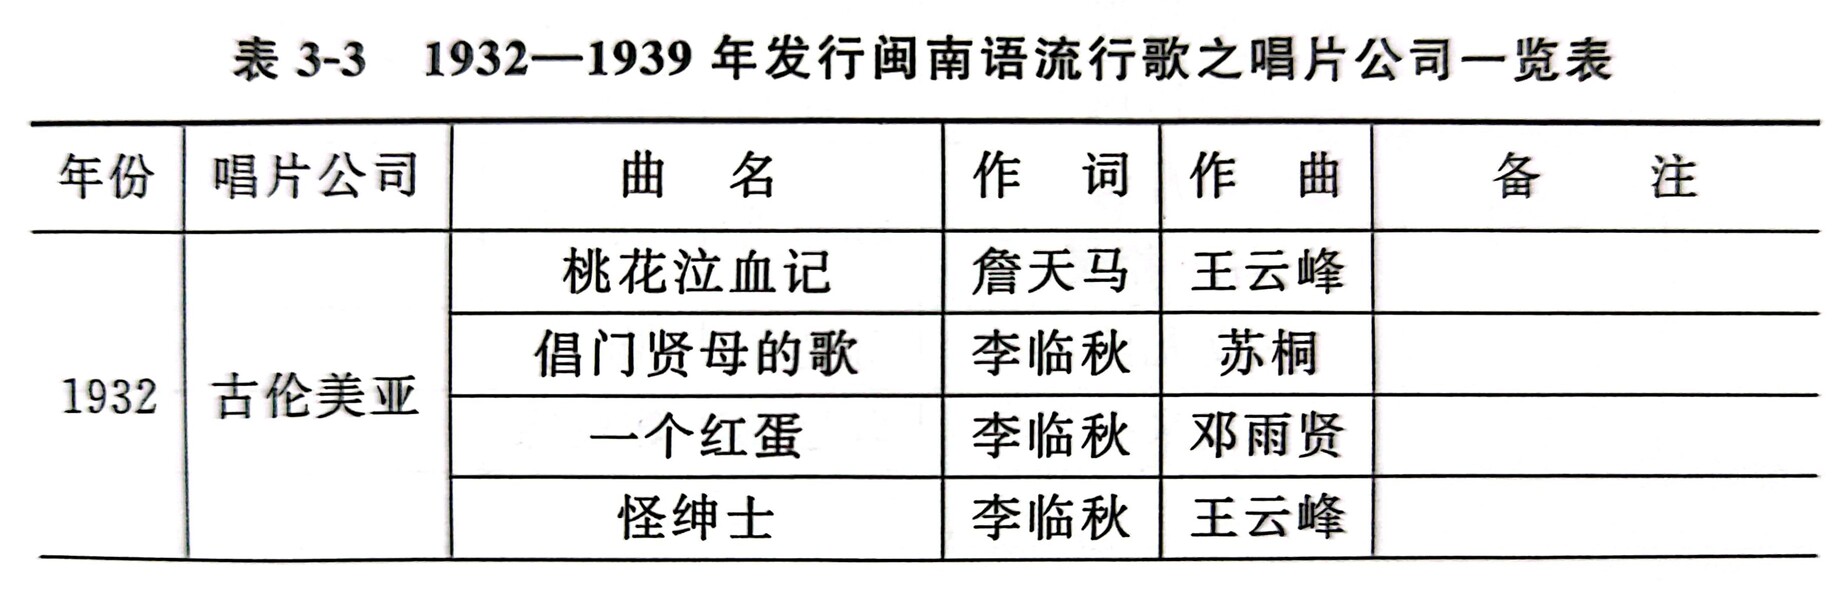 表 3-3 1932—1939 年发行闽南语流行歌之唱片公司一览表
年份 唱片公司 曲 名 作 词 作 曲 备 注
桃花泣血记 詹天马 王云峰
倡门贤母的歌 李临秋 苏桐
1932 古伦美亚
一个红蛋 李临秋 邓雨贤
怪绅士 李临秋 王云峰